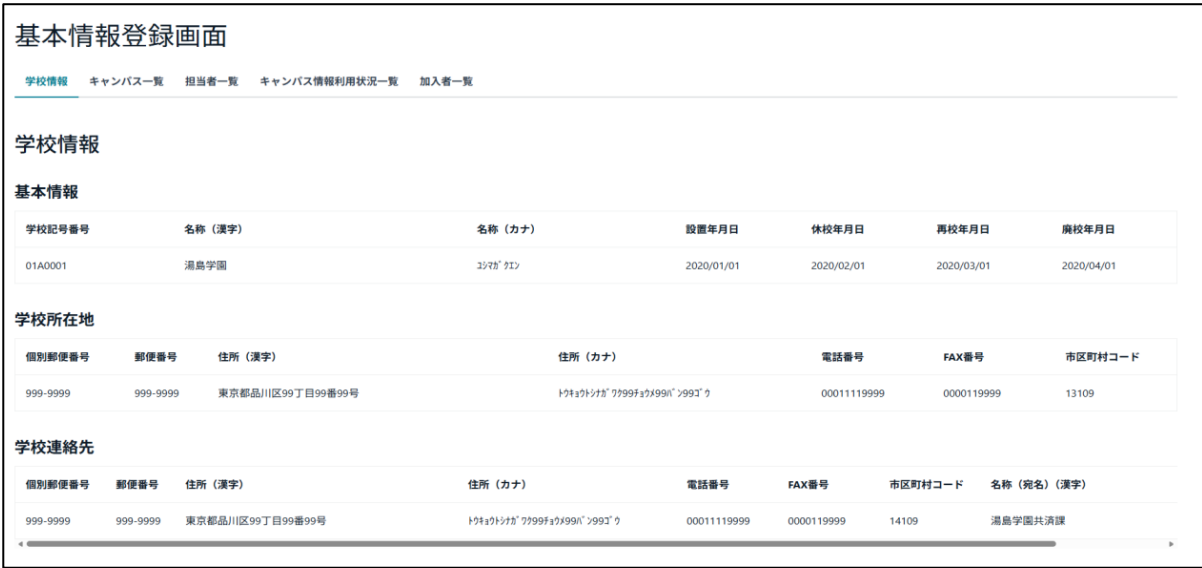 基本情報登録画面
学校情報 キャンパス一覧 担当者一覧 キャンパス情報利用状況一覧 加入者一覧
学校情報
基本情報
学校記号番号 名称（漢字） 名称（カナ） 設置年月日 休校年月日 再校年月日 廃校年月日
01A0001 湯島学園 ﾕｼﾏｶﾞｸｴﾝ 2020/01/01 2020/02/01 2020/03/01 2020/04/01
学校所在地
個別郵便番号 郵便番号 住所（漢字） 住所（カナ） 電話番号 FAX番号 市区町村コード
999-9999 999-9999 東京都品川区99丁目99番99号 ﾄｳｷｮｳﾄｼﾅｶﾞﾜｸ99ﾁｮｳﾒ99ﾊﾞﾝ99ｺﾞｳ 00011119999 0000119999 13109
学校連絡先
個別郵便番号 郵便番号 住所（漢字） 住所（カナ） 電話番号 FAX番号 市区町村コード 名称（宛名）（漢字）
999-9999 999-9999 東京都品川区99丁目99番99号 ﾄｳｷｮｳﾄｼﾅｶﾞﾜｸ99ﾁｮｳﾒ99ﾊﾞﾝ99ｺﾞｳ 00011119999 0000119999 14109 湯島学園共済課